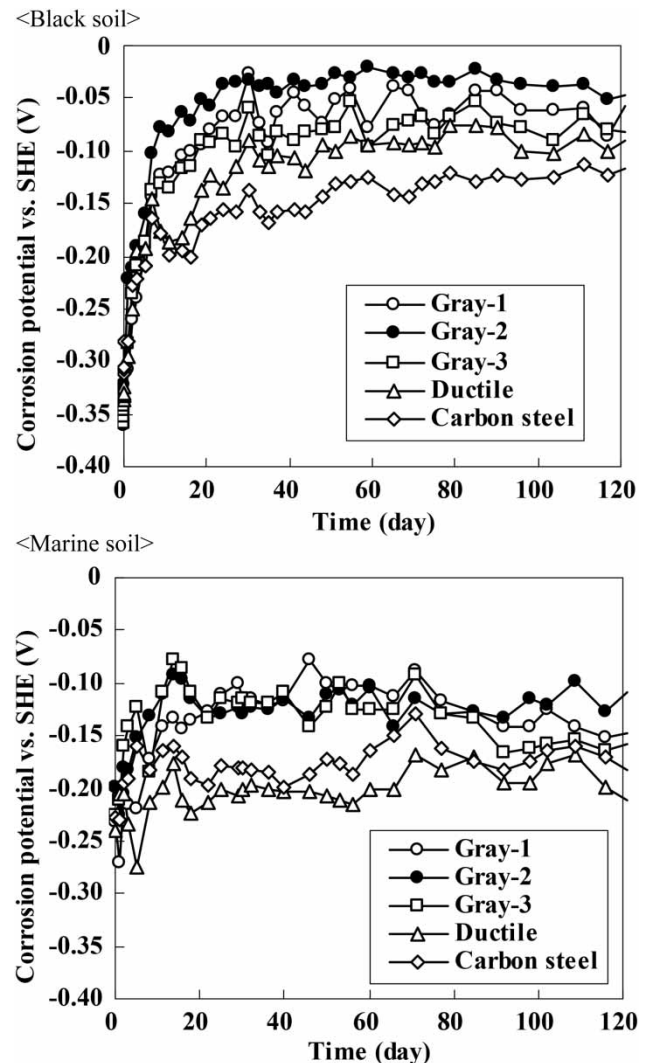 <Black soil>
0
-0.05
-0.10
-0.15
-0.20
-0.25
-0.30
-0.35
-0.40
Corrosion potential vs. SHE (V)
Gray-1
Gray-2
Gray-3
Ductile
Carbon steel
0 20 40 60 80 100 120
Time (day)
<Marine soil>
0
-0.05
-0.10
-0.15
-0.20
-0.25
-0.30
-0.35
-0.40
Corrosion potential vs. SHE (V)
Gray-1
Gray-2
Gray-3
Ductile
Carbon steel
0 20 40 60 80 100 120
Time (day)